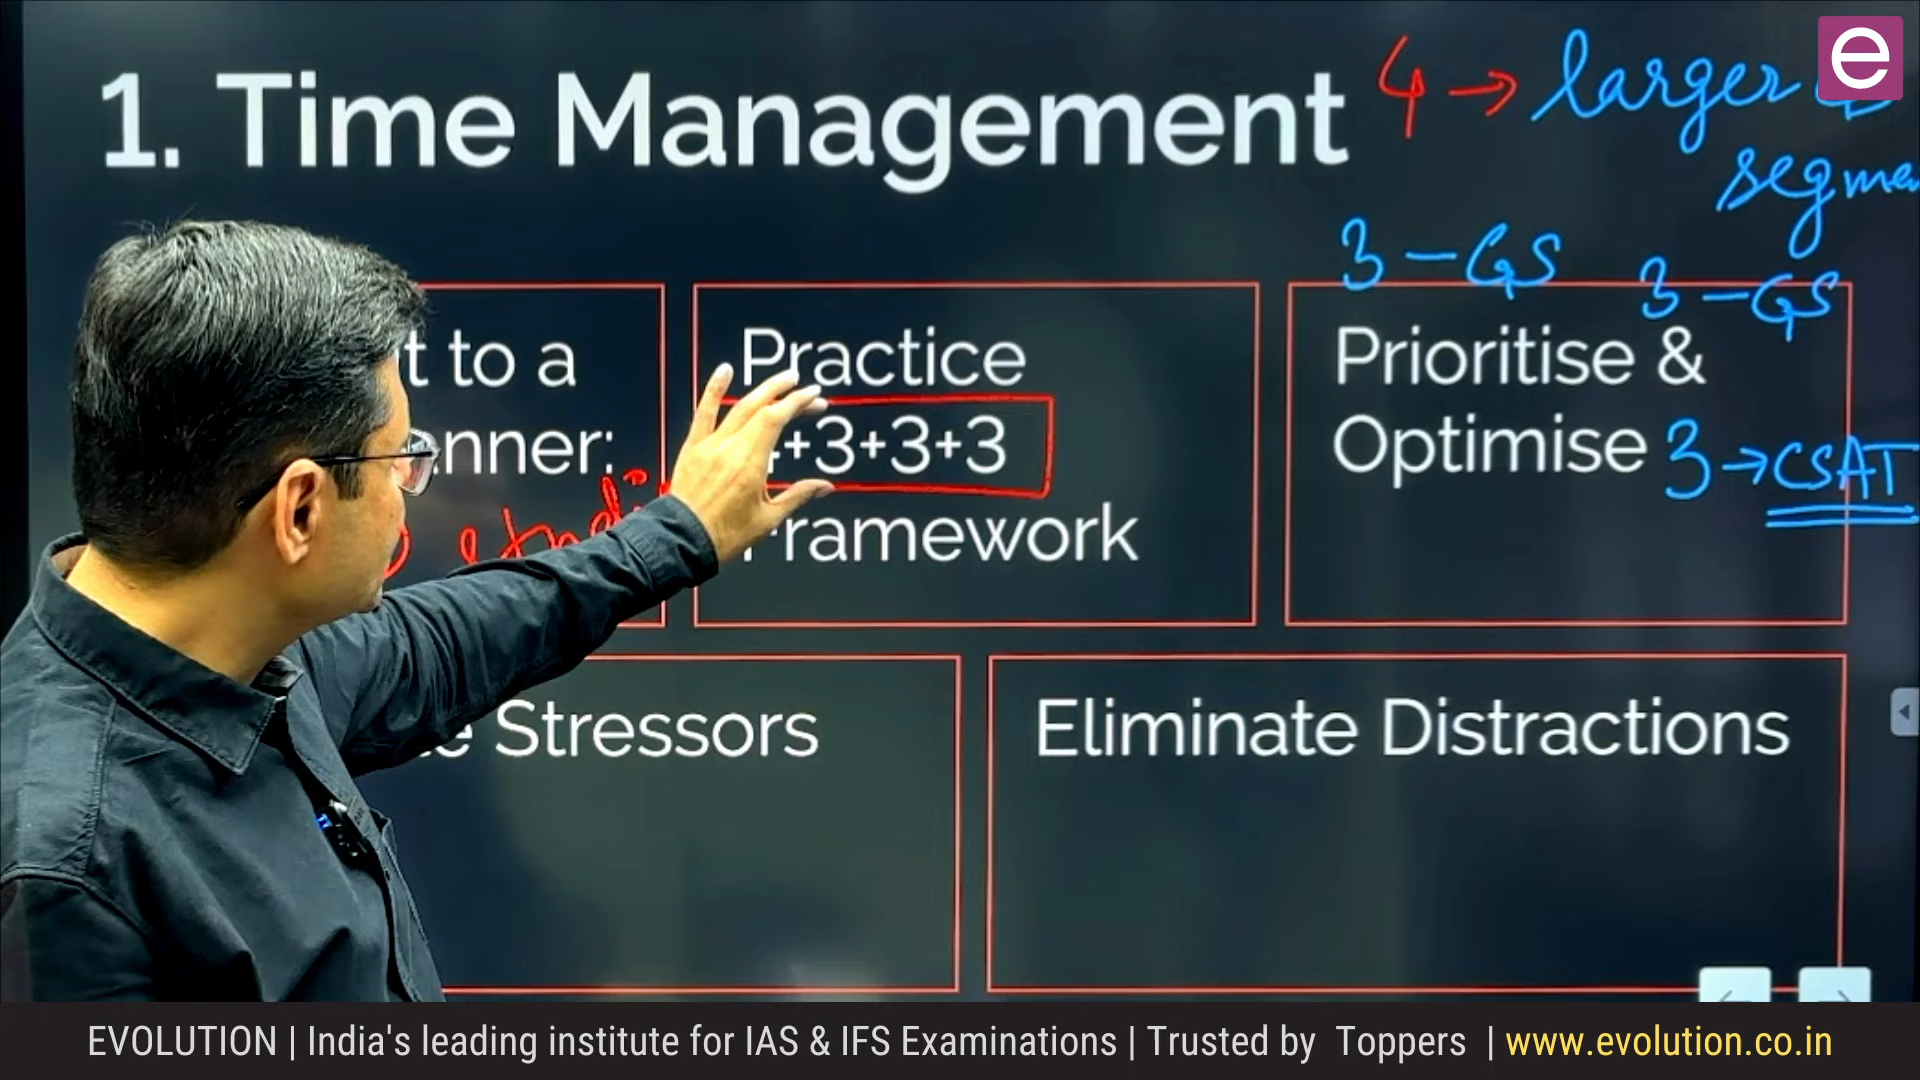 1. Time Management
4 → larger
segme
3 - GS
3 - GS
t to a
nner:
Practice
+3+3+3
Framework
Prioritise &
Optimise
3 → CSAT
Stressors
Eliminate Distractions
e
EVOLUTION | India's leading institute for IAS & IFS Examinations | Trusted by Toppers | www.evolution.co.in